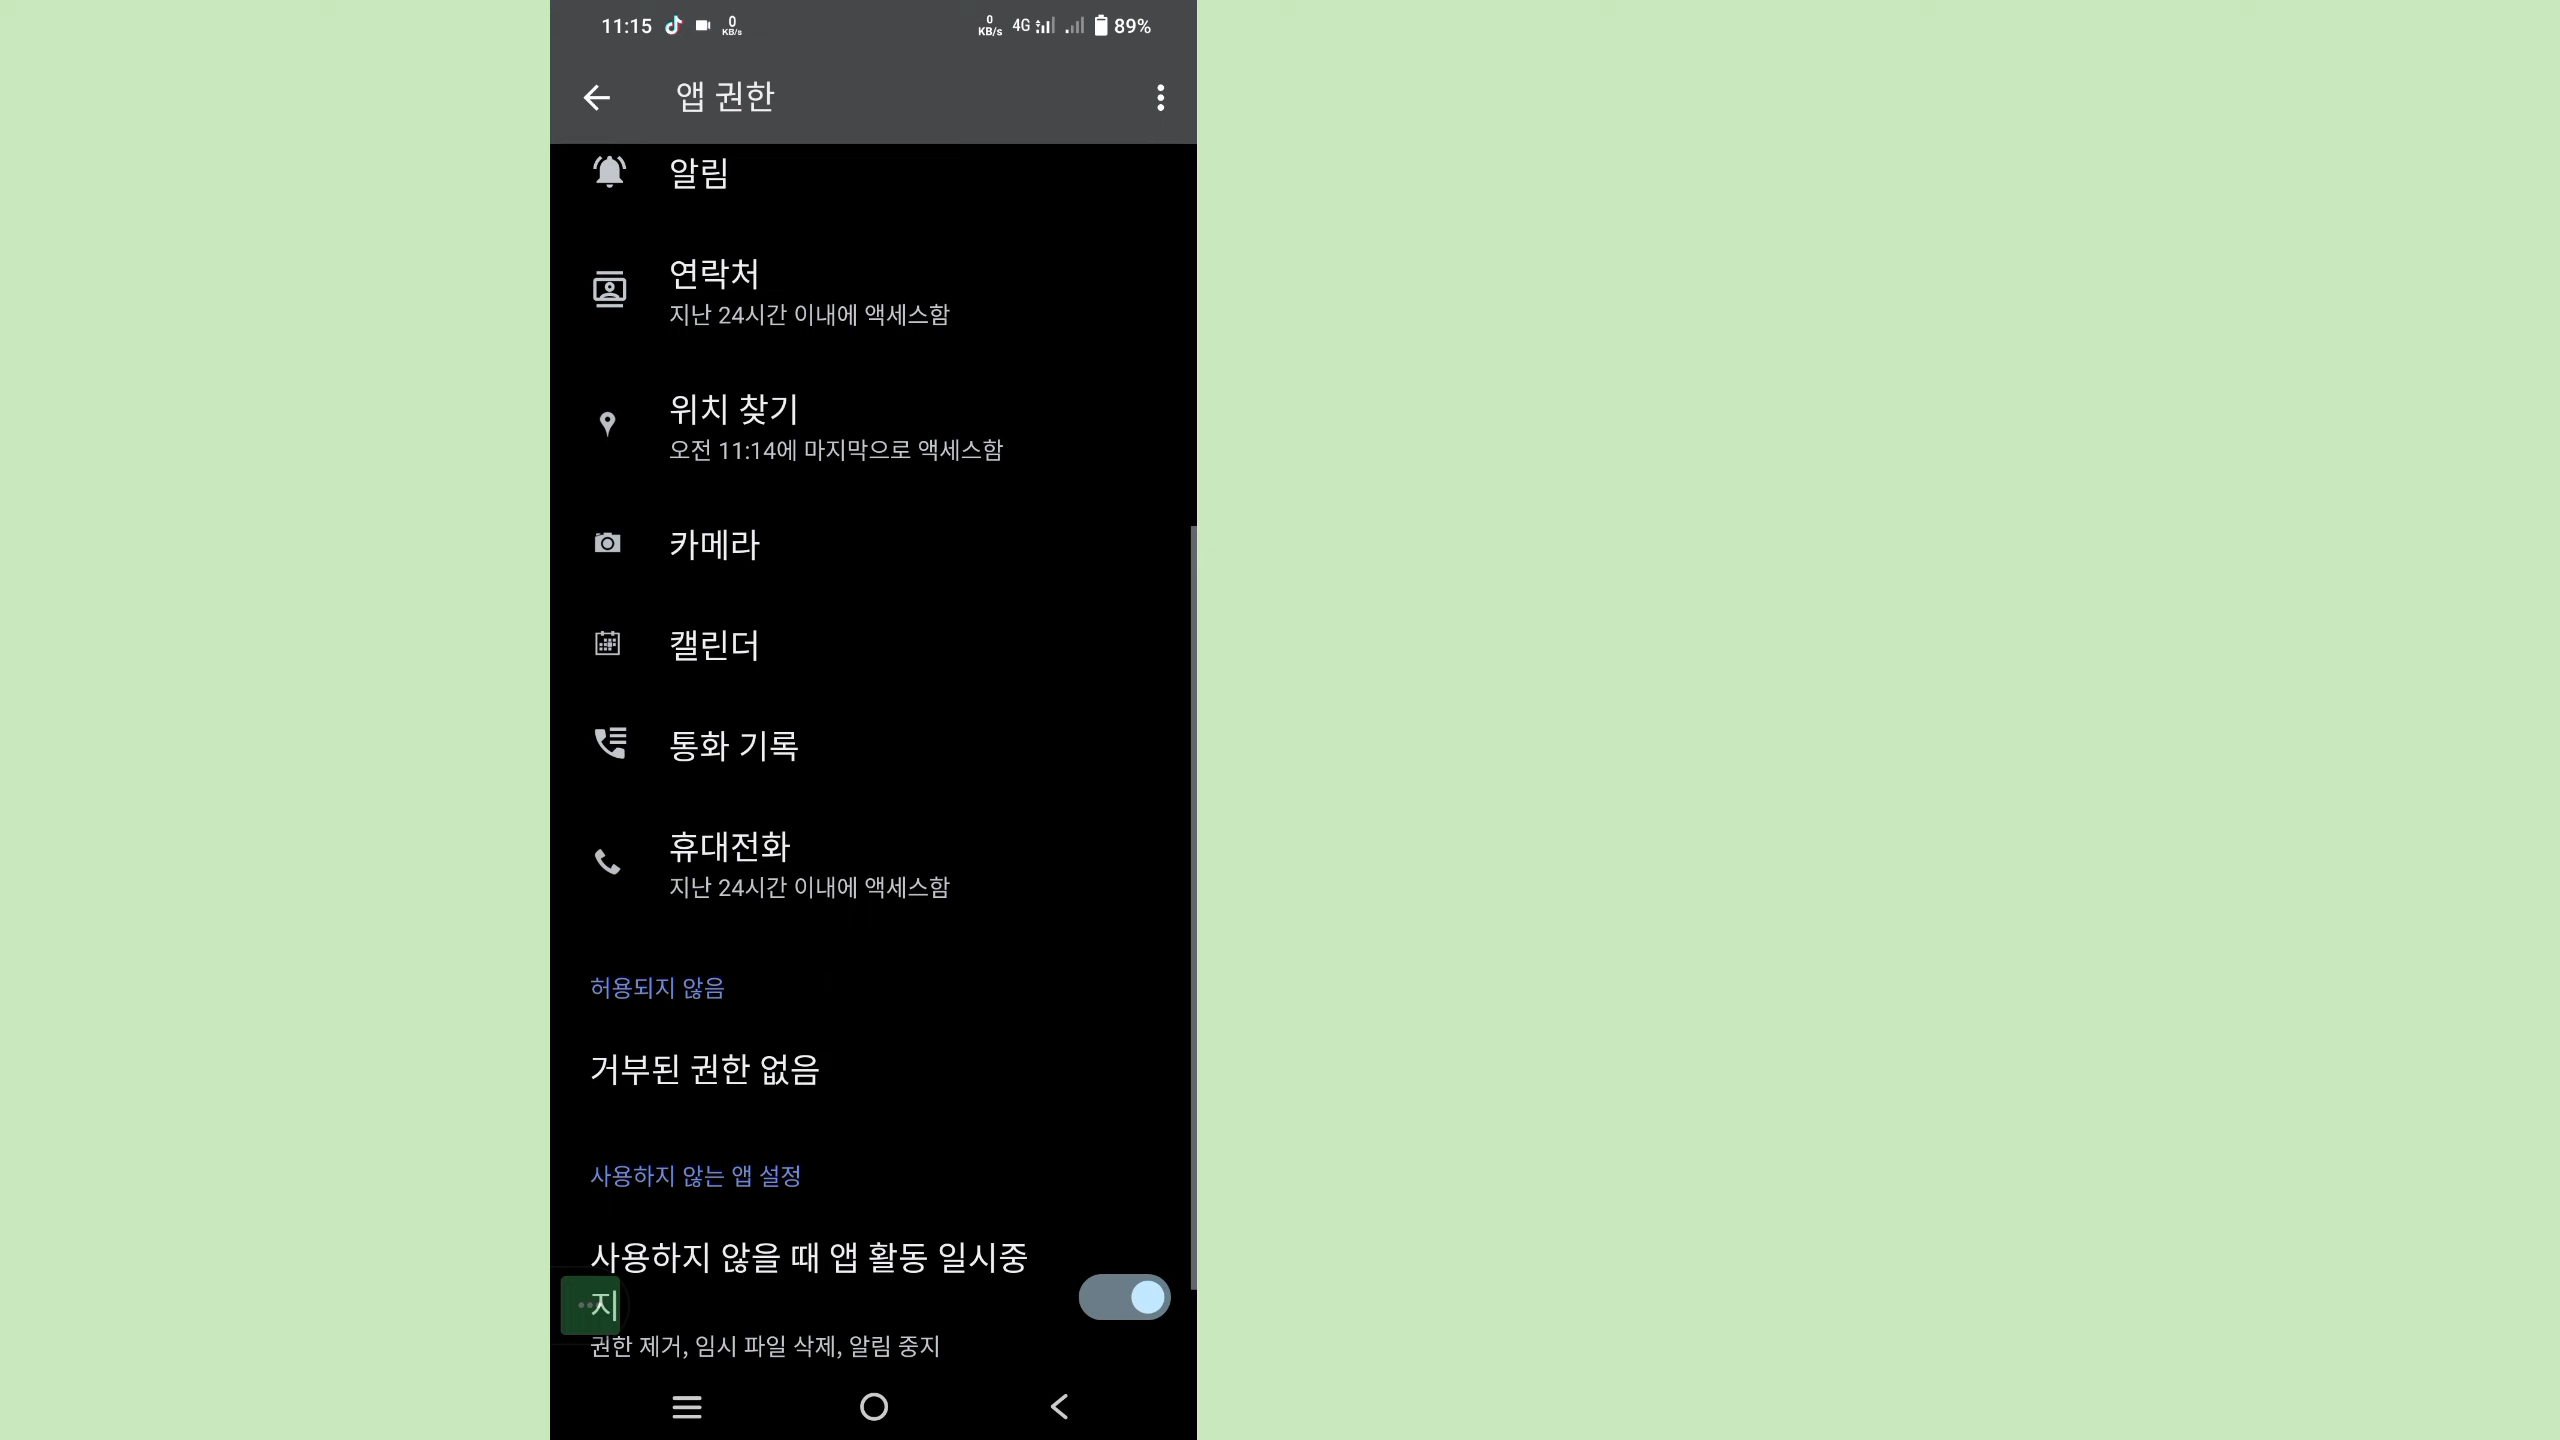 11:15 0 KB/s 0 KB/s 4G 89%
앱 권한
알림
연락처
지난 24시간 이내에 액세스함
위치 찾기
오전 11:14에 마지막으로 액세스함
카메라
캘린더
통화 기록
휴대전화
지난 24시간 이내에 액세스함
허용되지 않음
거부된 권한 없음
사용하지 않는 앱 설정
사용하지 않을 때 앱 활동 일시중
지
권한 제거, 임시 파일 삭제, 알림 중지